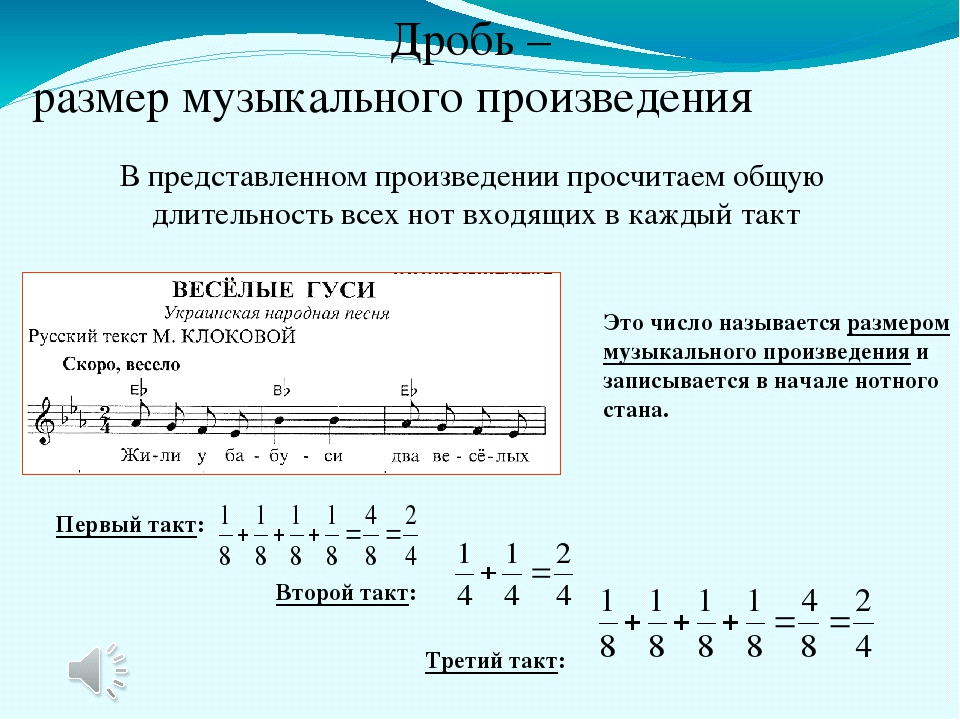 Дробь –
размер музыкального произведения
В представленном произведении просчитаем общую
длительность всех нот входящих в каждый такт
ВЕСЁЛЫЕ ГУСИ
Украинская народная песня
Русский текст М. КЛОКОВОЙ
Скоро, весело
E♭ B♭ E♭
2/4
Жи-ли у ба - бу - си два ве - сё-лых
Это число называется размером
музыкального произведения и
записывается в начале нотного
стана.
Первый такт: 1/8 + 1/8 + 1/8 + 1/8 = 4/8 = 2/4
Второй такт: 1/4 + 1/4 = 2/4
Третий такт: 1/8 + 1/8 + 1/8 + 1/8 = 4/8 = 2/4